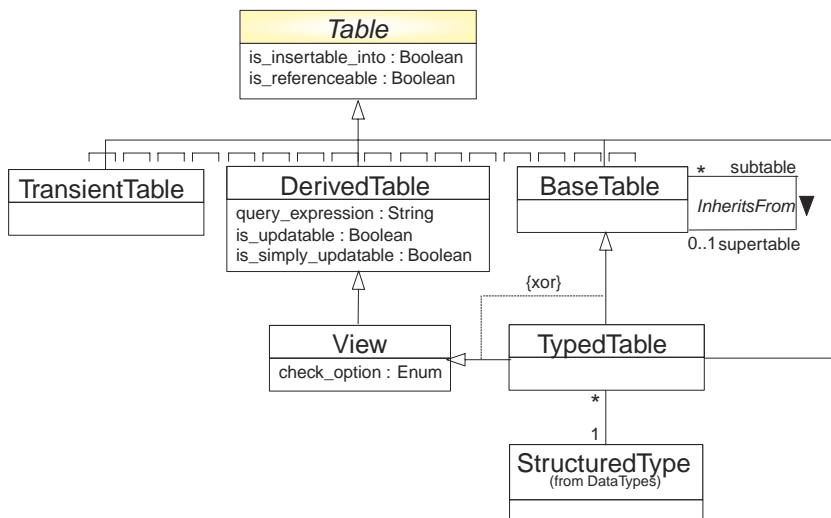 Table
is_insertable_into : Boolean
is_referenceable : Boolean
TransientTable
DerivedTable
query_expression : String
is_updatable : Boolean
is_simply_updatable : Boolean
BaseTable
* subtable
InheritsFrom
0..1 supertable
{xor}
View
check_option : Enum
TypedTable
*
1
StructuredType
(from DataTypes)